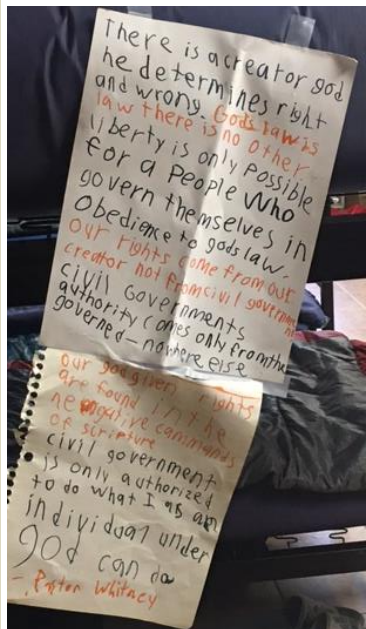 There is a creator god
he determines right
and wrong. Gods law is
law there is no other
liberty is only possible
for a People Who
govern themselves in
Obedience to gods law.
our rights come from our
creator not from civil government
civil Governments
authority comes only from the
governed - nowhere else
our god given rights
are found in the
negative commands
of scripture
civil government
is only authorized
to do what I as an
individual under
god can do
- Pastor Whitney